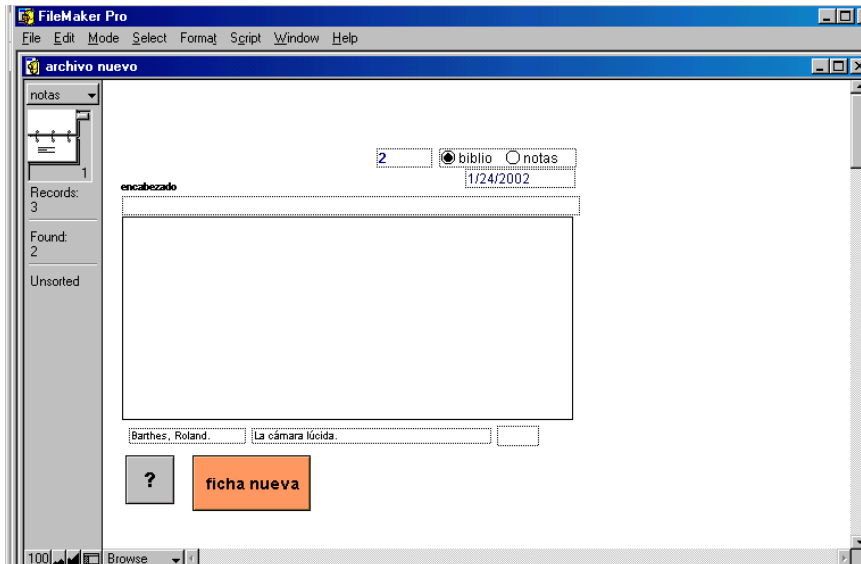 FileMaker Pro
File Edit Mode Select Format Script Window Help
archivo nuevo
notas
1
Records:
3
Found:
2
Unsorted
2 biblio notas
1/24/2002
encabezado
Barthes, Roland. La cámara lúcida.
? ficha nueva
100 Browse